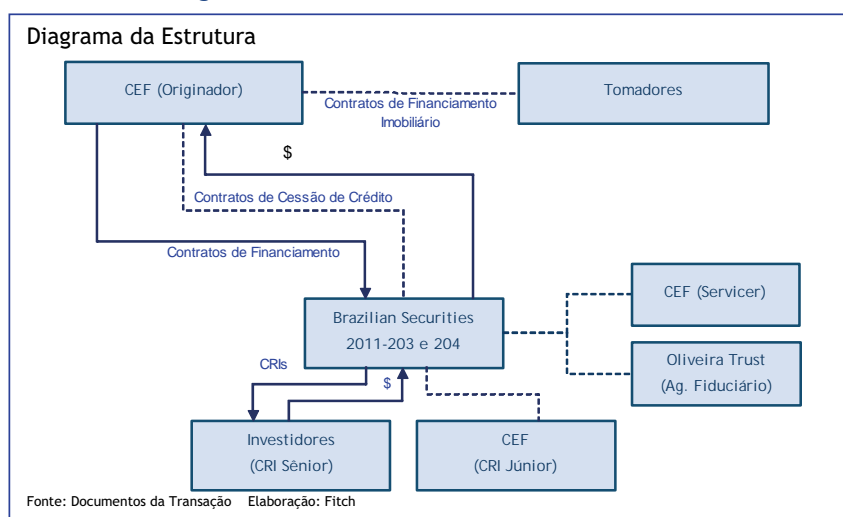 Diagrama da Estrutura
CEF (Originador)
Tomadores
Contratos de Financiamento
Imobiliário
$
Contratos de Cessão de Crédito
Contratos de Financiamento
CEF (Servicer)
Brazilian Securities
2011-203 e 204
Oliveira Trust
(Ag. Fiduciário)
CRIs
$
Investidores
(CRI Sênior)
CEF
(CRI Júnior)
Fonte: Documentos da Transação Elaboração: Fitch